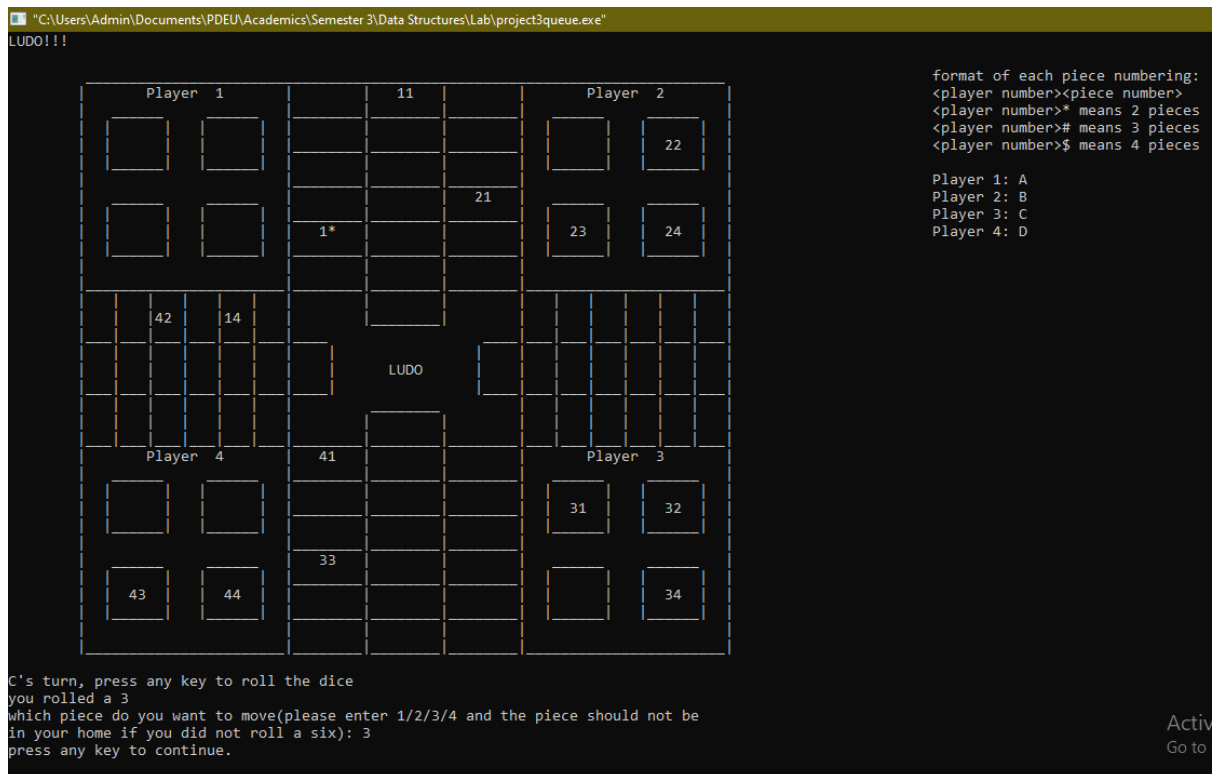 "C:\Users\Admin\Documents\PDEU\Academics\Semester 3\Data Structures\Lab\project3queue.exe"
LUDO!!!
format of each piece numbering:
Player 1 11 Player 2
<player number><piece number>
<player number>* means 2 pieces
<player number># means 3 pieces
22
<player number>$ means 4 pieces
Player 1: A
21
Player 2: B
Player 3: C
1* 23 24
Player 4: D
42 14
LUDO
Player 4 41 Player 3
31 32
33
43 44 34
C's turn, press any key to roll the dice
you rolled a 3
which piece do you want to move(please enter 1/2/3/4 and the piece should not be
in your home if you did not roll a six): 3
press any key to continue.
Activ
Go to